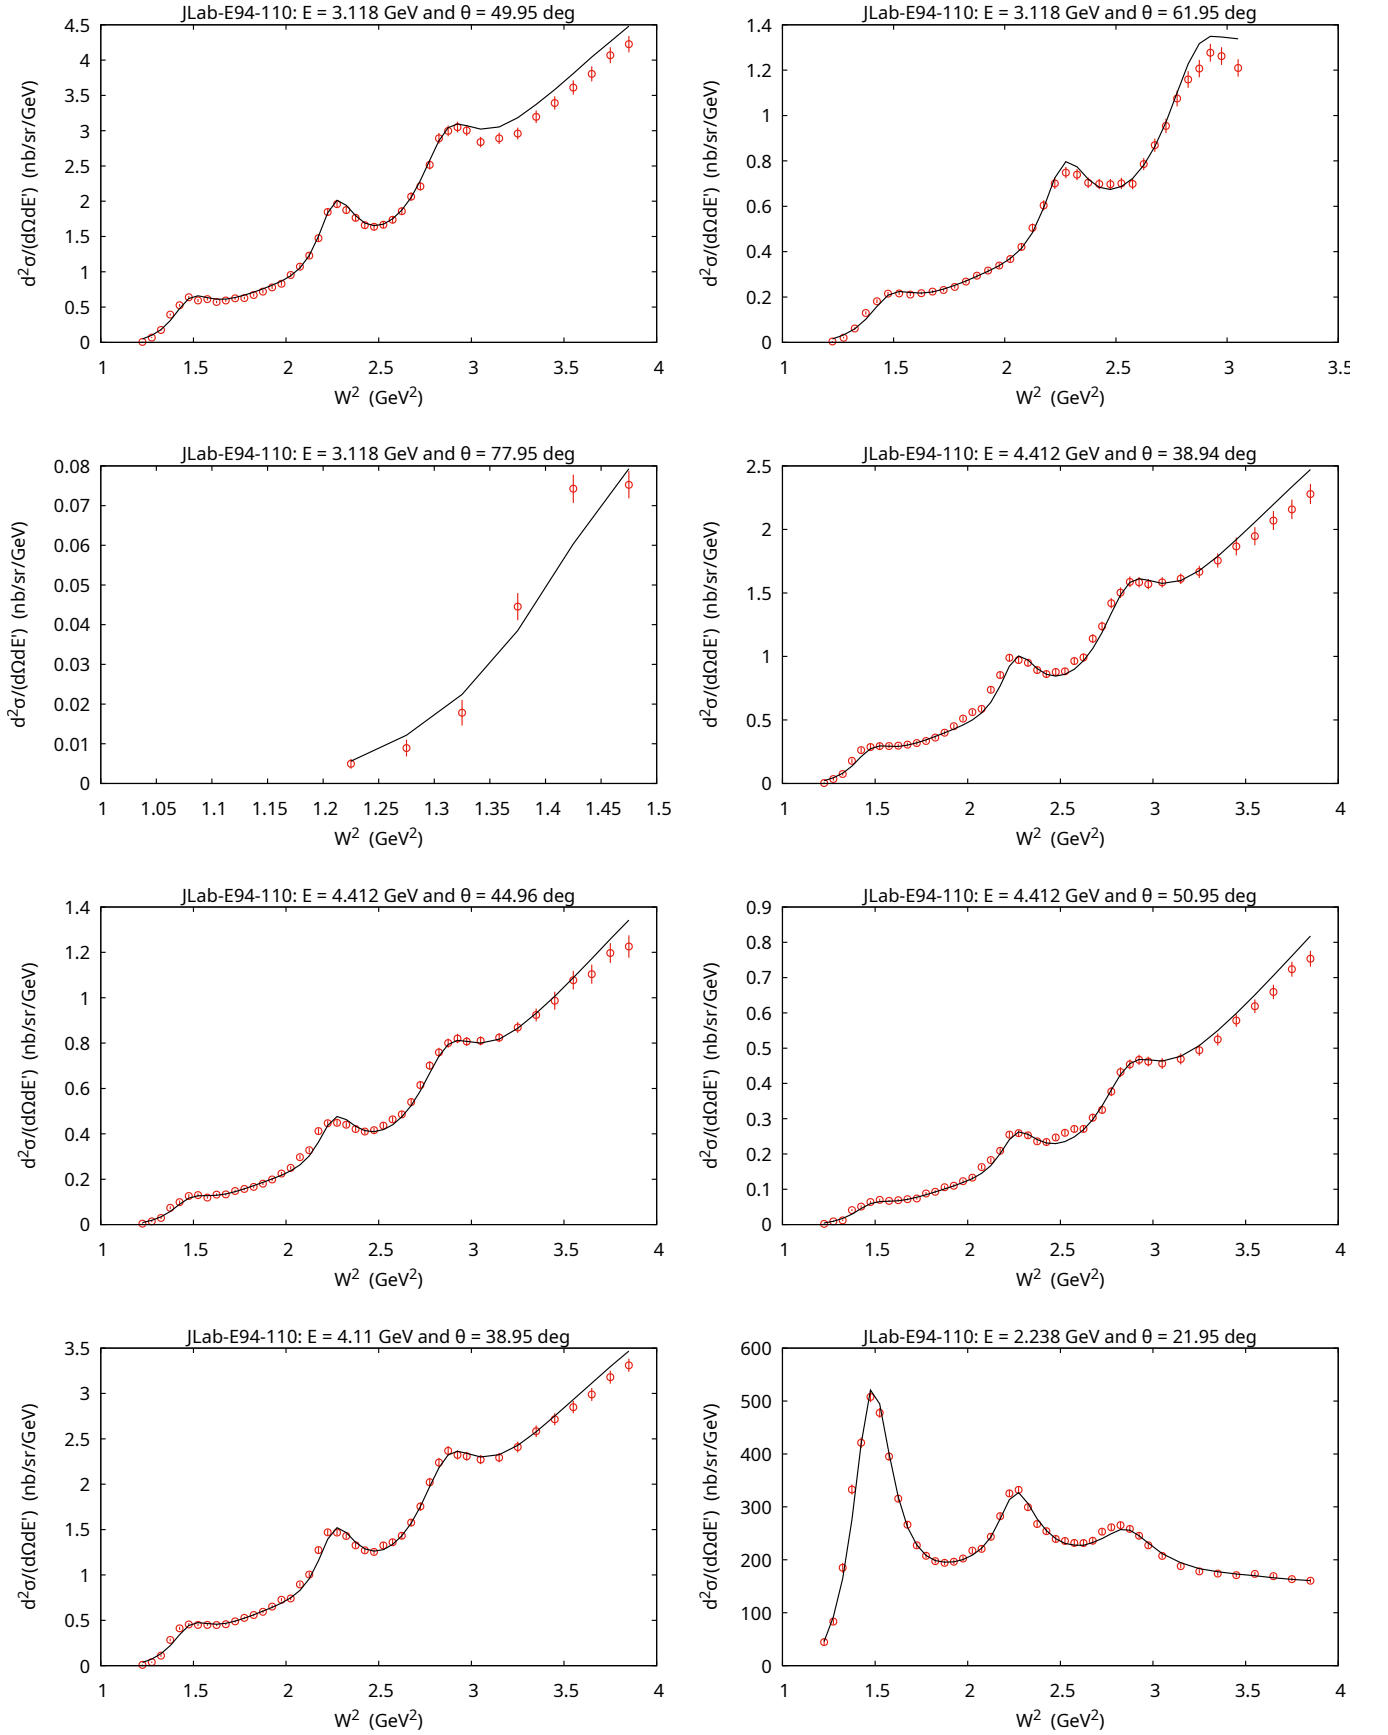 JLab-E94-110: E = 3.118 GeV and θ = 49.95 deg
d²σ/(dΩdE') (nb/sr/GeV)
4.5
4
3.5
3
2.5
2
1.5
1
0.5
0
1 1.5 2 2.5 3 3.5 4
W² (GeV²)
JLab-E94-110: E = 3.118 GeV and θ = 61.95 deg
d²σ/(dΩdE') (nb/sr/GeV)
1.4
1.2
1
0.8
0.6
0.4
0.2
0
1 1.5 2 2.5 3 3.5
W² (GeV²)
JLab-E94-110: E = 3.118 GeV and θ = 77.95 deg
d²σ/(dΩdE') (nb/sr/GeV)
0.08
0.07
0.06
0.05
0.04
0.03
0.02
0.01
0
1 1.05 1.1 1.15 1.2 1.25 1.3 1.35 1.4 1.45 1.5
W² (GeV²)
JLab-E94-110: E = 4.412 GeV and θ = 38.94 deg
d²σ/(dΩdE') (nb/sr/GeV)
2.5
2
1.5
1
0.5
0
1 1.5 2 2.5 3 3.5 4
W² (GeV²)
JLab-E94-110: E = 4.412 GeV and θ = 44.96 deg
d²σ/(dΩdE') (nb/sr/GeV)
1.4
1.2
1
0.8
0.6
0.4
0.2
0
1 1.5 2 2.5 3 3.5 4
W² (GeV²)
JLab-E94-110: E = 4.412 GeV and θ = 50.95 deg
d²σ/(dΩdE') (nb/sr/GeV)
0.9
0.8
0.7
0.6
0.5
0.4
0.3
0.2
0.1
0
1 1.5 2 2.5 3 3.5 4
W² (GeV²)
JLab-E94-110: E = 4.11 GeV and θ = 38.95 deg
d²σ/(dΩdE') (nb/sr/GeV)
3.5
3
2.5
2
1.5
1
0.5
0
1 1.5 2 2.5 3 3.5 4
W² (GeV²)
JLab-E94-110: E = 2.238 GeV and θ = 21.95 deg
d²σ/(dΩdE') (nb/sr/GeV)
600
500
400
300
200
100
0
1 1.5 2 2.5 3 3.5 4
W² (GeV²)